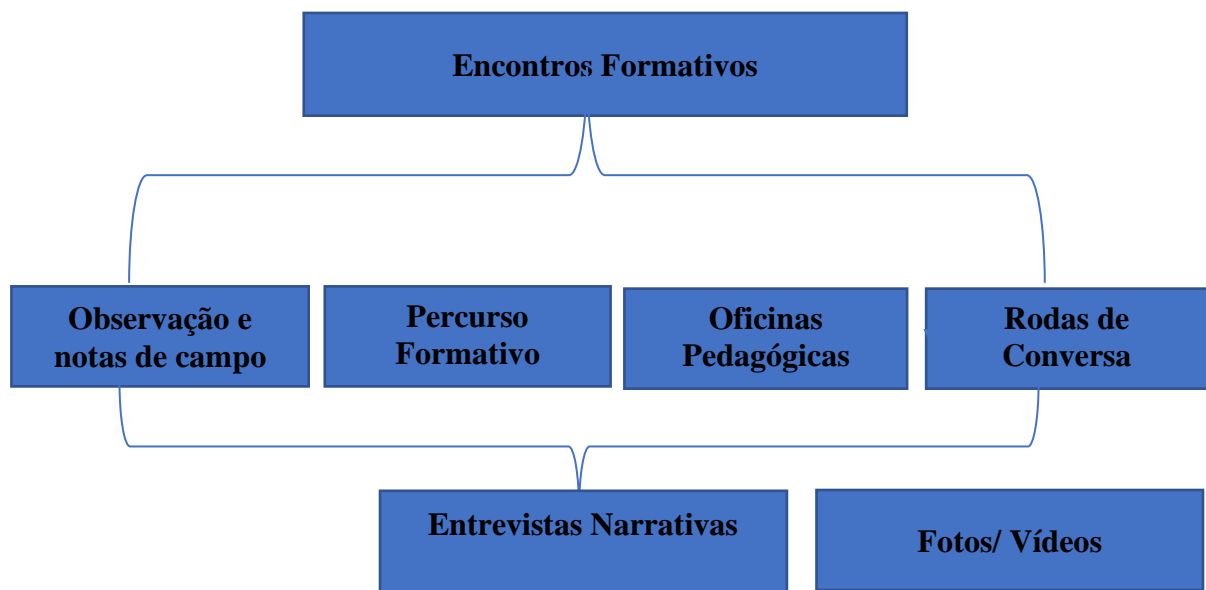 Encontros Formativos
Observação e
notas de campo
Percurso
Formativo
Oficinas
Pedagógicas
Rodas de
Conversa
Entrevistas Narrativas
Fotos/ Vídeos